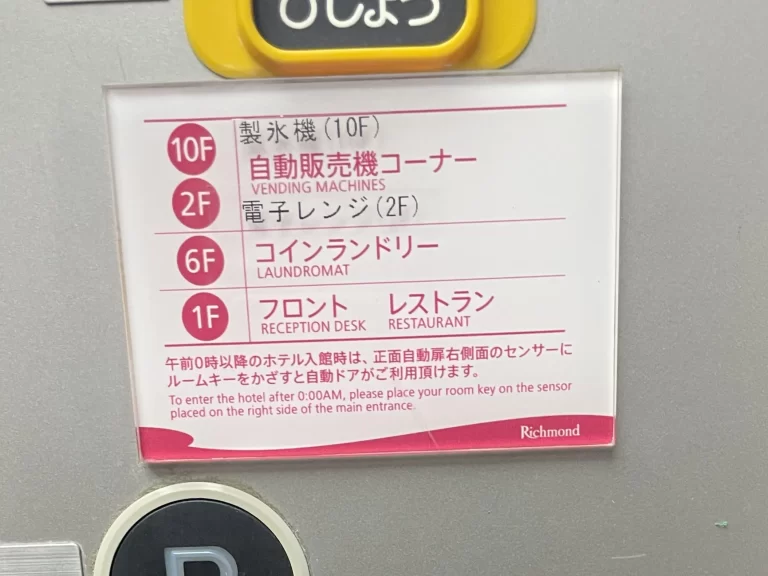 ひじょう
10F
製氷機(10F)
自動販売機コーナー
VENDING MACHINES
2F
電子レンジ(2F)
6F
コインランドリー
LAUNDROMAT
1F
フロント レストラン
RECEPTION DESK RESTAURANT
午前0時以降のホテル入館時は、正面自動扉右側面のセンサーに
ルームキーをかざすと自動ドアがご利用頂けます。
To enter the hotel after 0:00AM, please place your room key on the sensor
placed on the right side of the main entrance.
Richmond